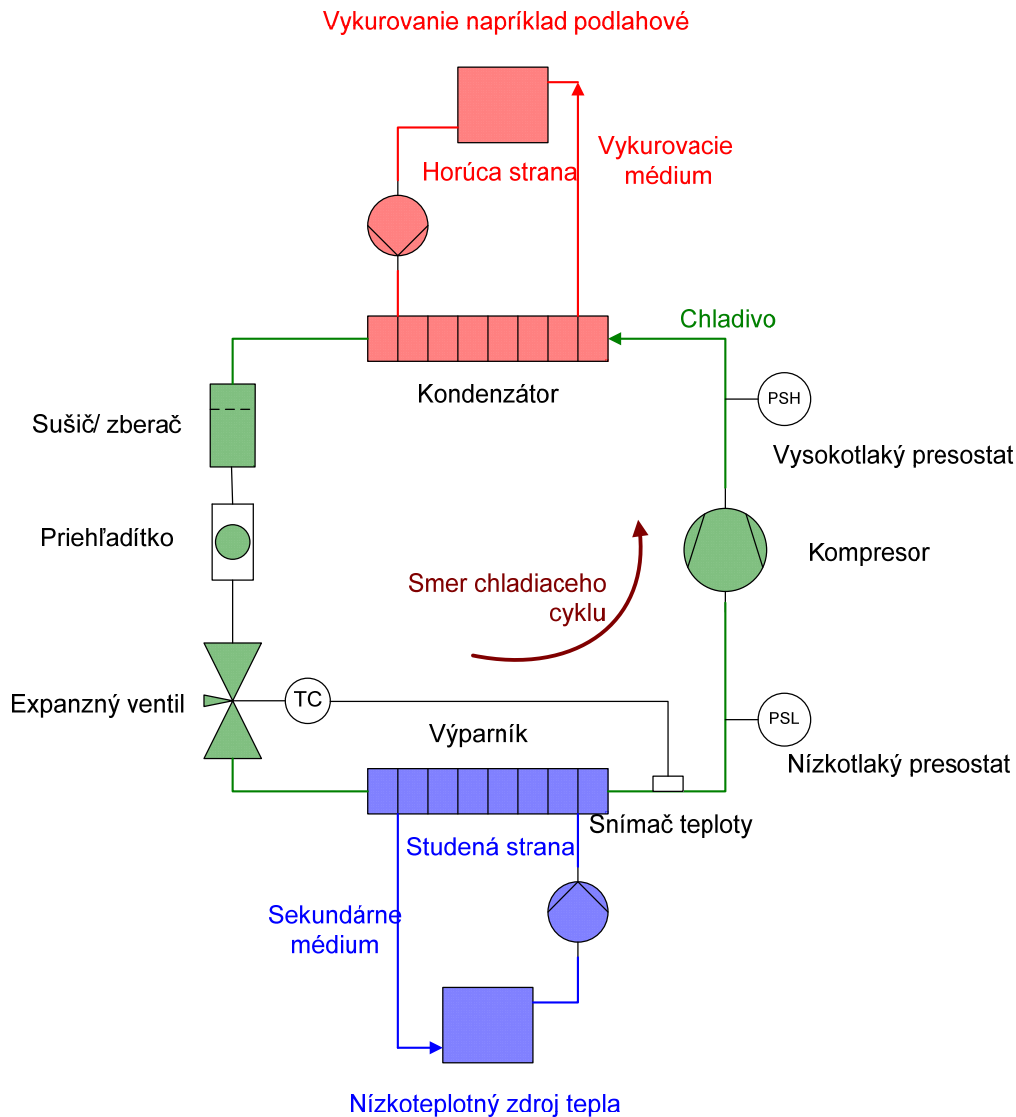 Vykurovanie napríklad podlahové
Vykurovacie
médium
Horúca strana
Chladivo
Kondenzátor
PSH
Sušič/ zberač
Vysokotlaký presostat
Priehľadítko
Kompresor
Smer chladiaceho
cyklu
Expanzný ventil
TC
Výparník
PSL
Nízkotlaký presostat
Snímač teploty
Studená strana
Sekundárne
médium
Nízkoteplotný zdroj tepla